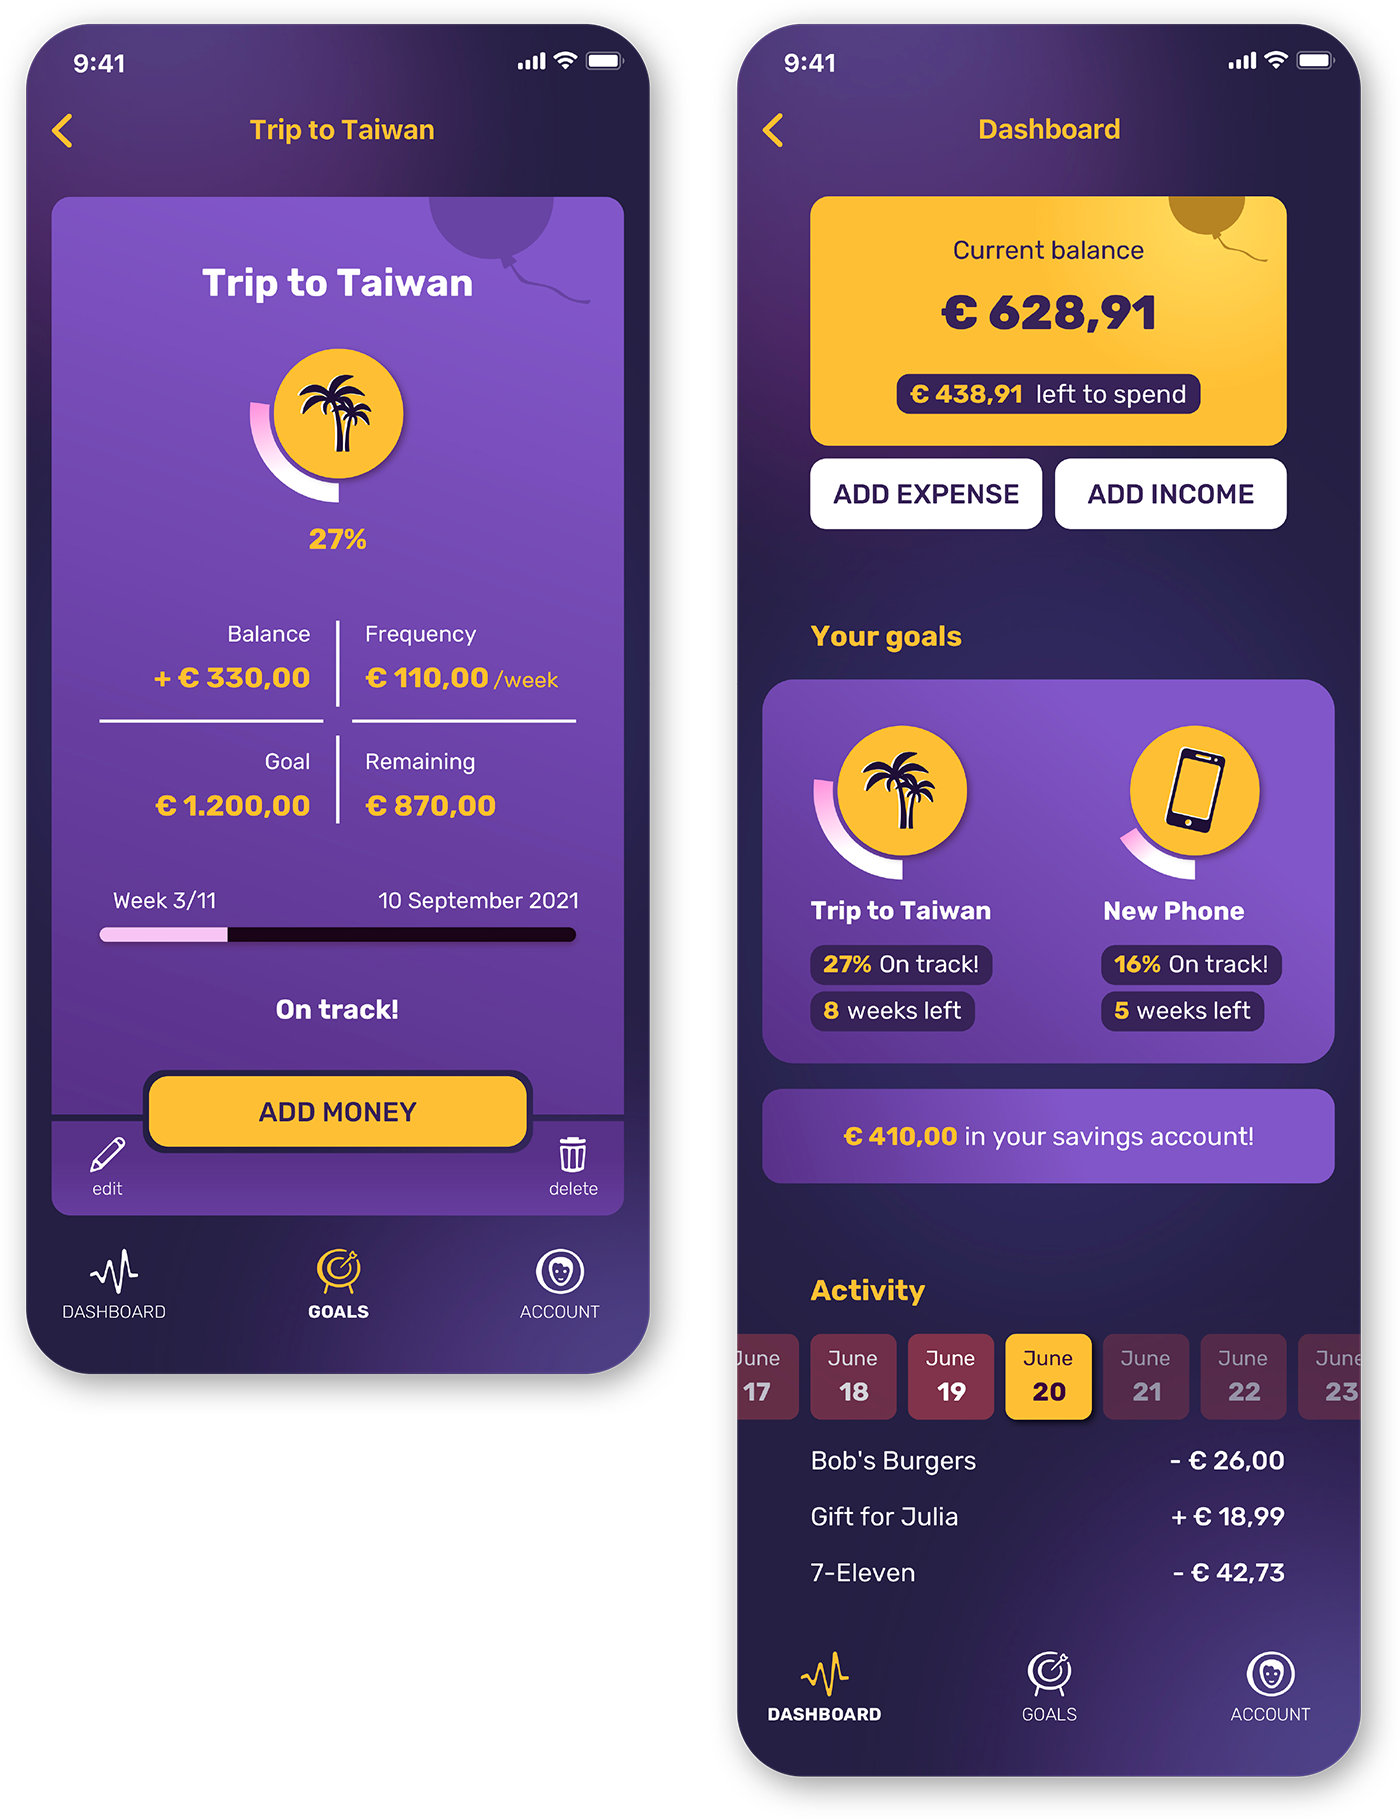 9:41
Trip to Taiwan
Trip to Taiwan
27%
Balance
+ € 330,00
Frequency
€ 110,00 /week
Goal
€ 1.200,00
Remaining
€ 870,00
Week 3/11
10 September 2021
On track!
ADD MONEY
edit
delete
DASHBOARD
GOALS
ACCOUNT
9:41
Dashboard
Current balance
€ 628,91
€ 438,91 left to spend
ADD EXPENSE
ADD INCOME
Your goals
Trip to Taiwan
27% On track!
8 weeks left
New Phone
16% On track!
5 weeks left
€ 410,00 in your savings account!
Activity
June
17
June
18
June
19
June
20
June
21
June
22
June
23
Bob's Burgers
- € 26,00
Gift for Julia
+ € 18,99
7-Eleven
- € 42,73
DASHBOARD
GOALS
ACCOUNT